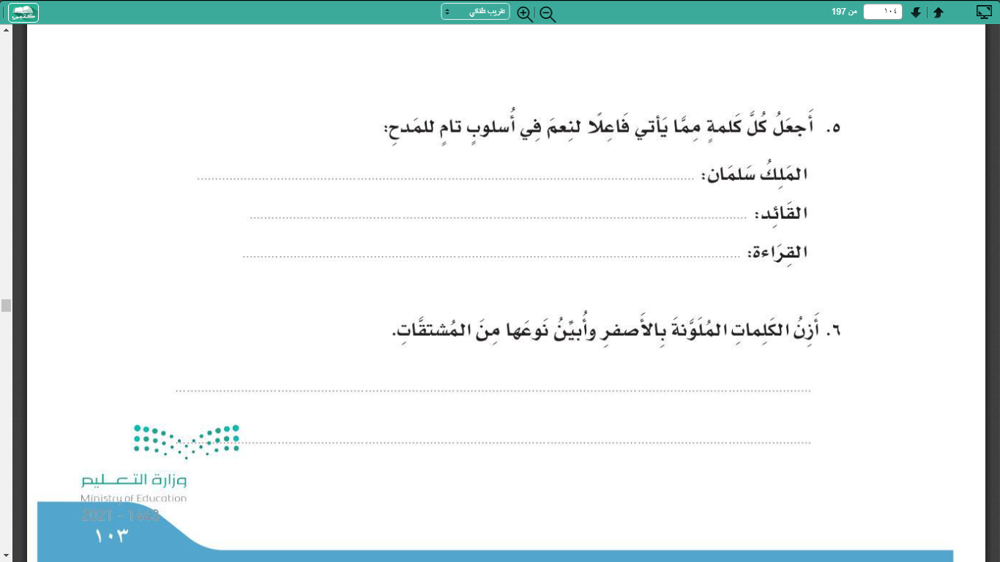 كتبي
تقريب تلقائي
١٠٤
من 197
٥. أَجعَلُ كُلَّ كَلمةٍ مِمَّا يَأتي فَاعِلًا لنِعمَ فِي أُسلوبٍ تامٍ للمَدحِ:
المَلِكُ سَلمَان:
القَائِد:
القِرَاءة:
٦. أَزِنُ الكَلِماتِ المُلَوَّنةَ بِالأَصفرِ وأُبيِّنُ نَوعَها مِنَ المُشتقَّاتِ.
وزارة التعليم
Ministry of Education
2021 - 1443
١٠٣